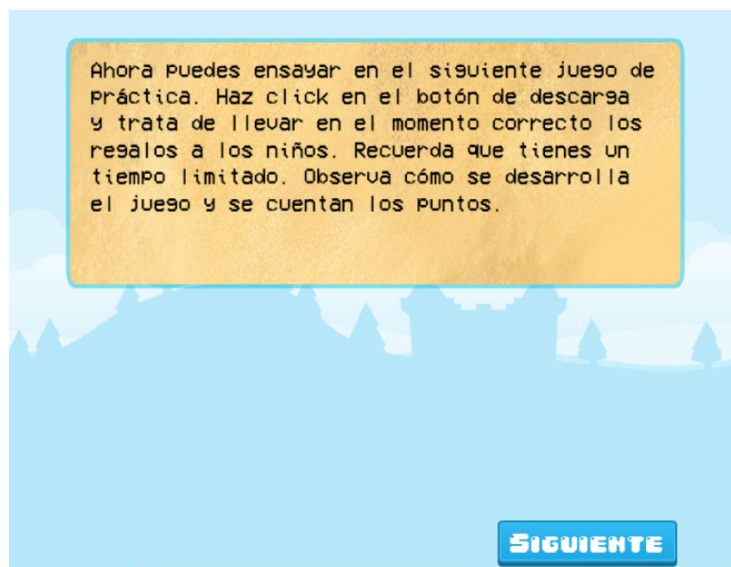 Ahora puedes ensayar en el siguiente juego de
práctica. Haz click en el botón de descarga
y trata de llevar en el momento correcto los
regalos a los niños. Recuerda que tienes un
tiempo limitado. Observa cómo se desarrolla
el juego y se cuentan los puntos.
SIGUIENTE